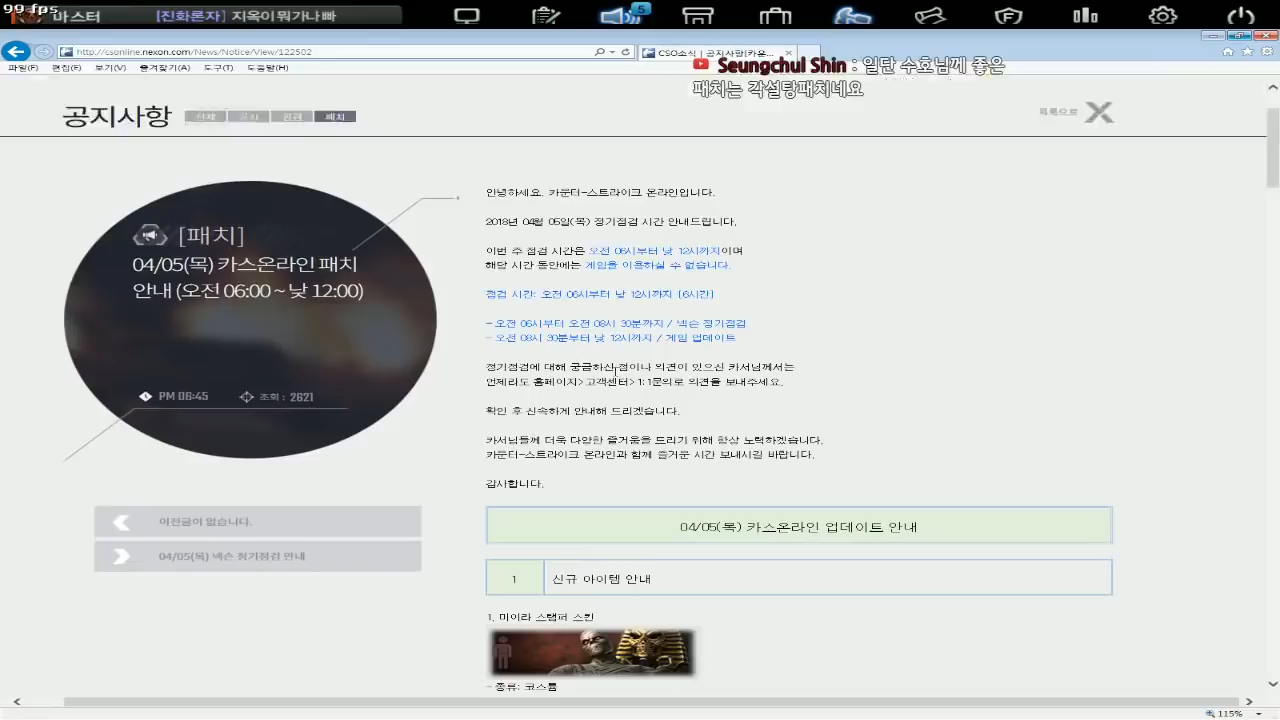 99 fps
마스터 [진화론자] 지옥이뭐가나빠
5
http://csonline.nexon.com/News/Notice/View/122502
CSO소식 | 공지사항[카운...
파일(F) 편집(E) 보기(V) 즐겨찾기(A) 도구(T) 도움말(H)
Seungchul Shin : 일단 수호님께 좋은
패치는 각설탕패치네요
공지사항 전체 공지 점검 패치
목록으로
[패치]
04/05(목) 카스온라인 패치
안내 (오전 06:00 ~ 낮 12:00)
PM 08:45 조회 : 2621
이전글이 없습니다.
04/05(목) 넥슨 정기점검 안내
안녕하세요. 카운터-스트라이크 온라인입니다.
2018년 04월 05일(목) 정기점검 시간 안내드립니다.
이번 주 점검 시간은 오전 06시부터 낮 12시까지이며
해당 시간 동안에는 게임을 이용하실 수 없습니다.
점검 시간: 오전 06시부터 낮 12시까지 [6시간]
- 오전 06시부터 오전 08시 30분까지 / 넥슨 정기점검
- 오전 08시 30분부터 낮 12시까지 / 게임 업데이트
정기점검에 대해 궁금하신 점이나 의견이 있으신 카서님께서는
언제라도 홈페이지> 고객센터> 1:1문의로 의견을 보내주세요.
확인 후 신속하게 안내해 드리겠습니다.
카서님들께 더욱 다양한 즐거움을 드리기 위해 항상 노력하겠습니다.
카운터-스트라이크 온라인과 함께 즐거운 시간 보내시길 바랍니다.
감사합니다.
04/05(목) 카스온라인 업데이트 안내
1 신규 아이템 안내
1. 미이라 스탬퍼 스킨
- 종류: 코스튬
115%